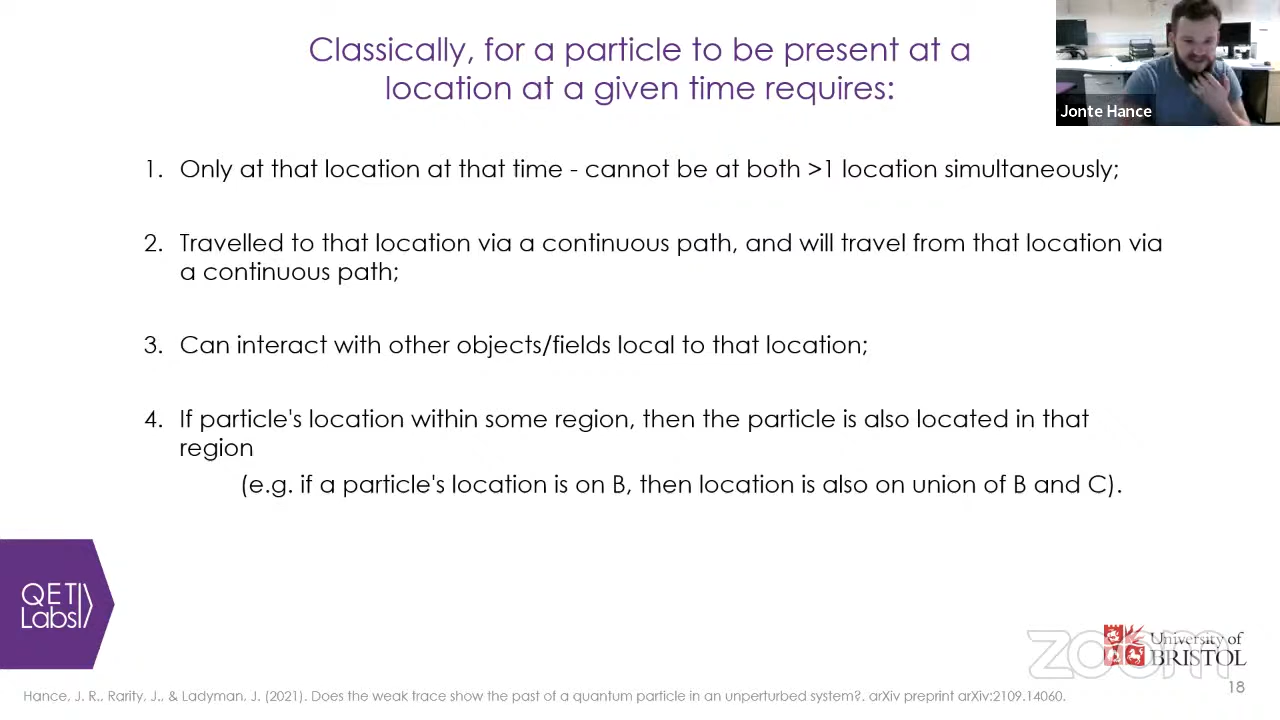 Classically, for a particle to be present at a
location at a given time requires:
Jonte Hance
1. Only at that location at that time - cannot be at both >1 location simultaneously;
2. Travelled to that location via a continuous path, and will travel from that location via
a continuous path;
3. Can interact with other objects/fields local to that location;
4. If particle's location within some region, then the particle is also located in that
region
(e.g. if a particle's location is on B, then location is also on union of B and C).
QET
Labs
zoom
University of
BRISTOL
Hance, J. R., Rarity, J., & Ladyman, J. (2021). Does the weak trace show the past of a quantum particle in an unperturbed system?. arXiv preprint arXiv:2109.14060.
18